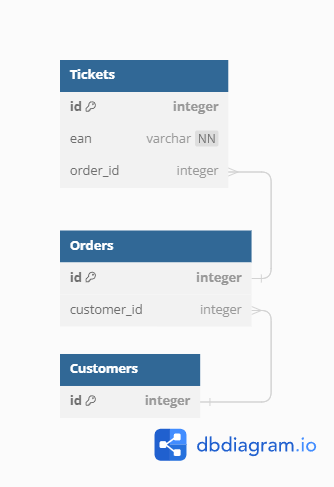 Tickets
id integer
ean varchar NN
order_id integer
Orders
id integer
customer_id integer
Customers
id integer
dbdiagram.io